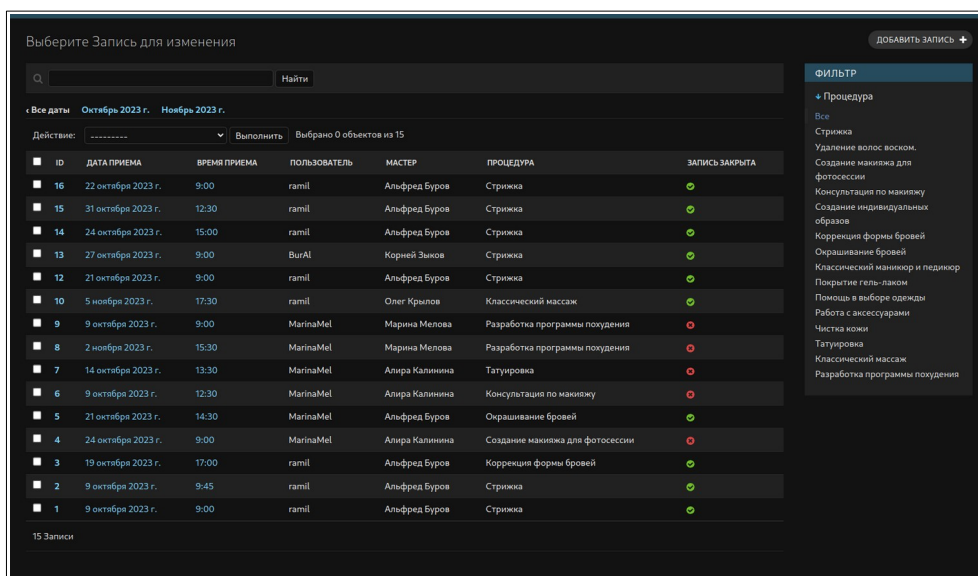 Выберите Запись для изменения
ДОБАВИТЬ ЗАПИСЬ +
Найти
‹ Все даты Октябрь 2023 г. Ноябрь 2023 г.
Действие: --------- Выполнить Выбрано 0 объектов из 15
ID ДАТА ПРИЕМА ВРЕМЯ ПРИЕМА ПОЛЬЗОВАТЕЛЬ МАСТЕР ПРОЦЕДУРА ЗАПИСЬ ЗАКРЫТА
16 22 октября 2023 г. 9:00 ramil Альфред Буров Стрижка
15 31 октября 2023 г. 12:30 ramil Альфред Буров Стрижка
14 24 октября 2023 г. 15:00 ramil Альфред Буров Стрижка
13 27 октября 2023 г. 9:00 BurAl Корней Зыков Стрижка
12 21 октября 2023 г. 9:00 ramil Альфред Буров Стрижка
10 5 ноября 2023 г. 17:30 ramil Олег Крылов Классический массаж
9 9 октября 2023 г. 9:00 MarinaMel Марина Мелова Разработка программы похудения
8 2 ноября 2023 г. 15:30 MarinaMel Марина Мелова Разработка программы похудения
7 14 октября 2023 г. 13:30 MarinaMel Алира Калинина Татуировка
6 9 октября 2023 г. 12:30 MarinaMel Алира Калинина Консультация по макияжу
5 21 октября 2023 г. 14:30 MarinaMel Альфред Буров Окрашивание бровей
4 24 октября 2023 г. 9:00 MarinaMel Алира Калинина Создание макияжа для фотосессии
3 19 октября 2023 г. 17:00 ramil Альфред Буров Коррекция формы бровей
2 9 октября 2023 г. 9:45 ramil Альфред Буров Стрижка
1 9 октября 2023 г. 9:00 ramil Альфред Буров Стрижка
15 Записи
ФИЛЬТР
↓ Процедура
Все
Стрижка
Удаление волос воском.
Создание макияжа для
фотосессии
Консультация по макияжу
Создание индивидуальных
образов
Коррекция формы бровей
Окрашивание бровей
Классический маникюр и педикюр
Покрытие гель-лаком
Помощь в выборе одежды
Работа с аксессуарами
Чистка кожи
Татуировка
Классический массаж
Разработка программы похудения